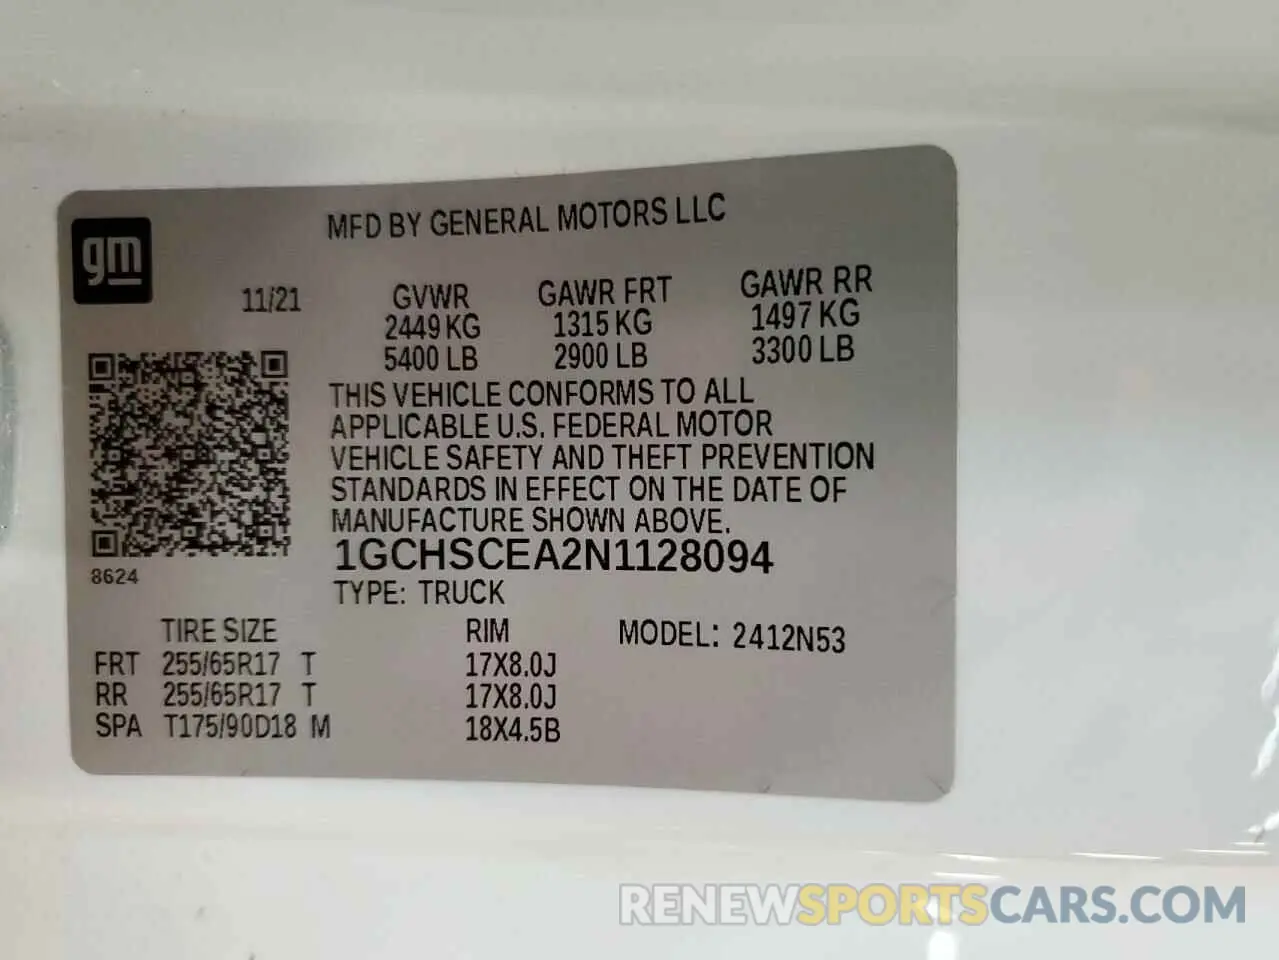 MFD BY GENERAL MOTORS LLC
gm
11/21 GVWR GAWR FRT GAWR RR
2449 KG 1315 KG 1497 KG
5400 LB 2900 LB 3300 LB
THIS VEHICLE CONFORMS TO ALL
APPLICABLE U.S. FEDERAL MOTOR
VEHICLE SAFETY AND THEFT PREVENTION
STANDARDS IN EFFECT ON THE DATE OF
MANUFACTURE SHOWN ABOVE.
1GCHSCEA2N1128094
8624
TYPE: TRUCK
TIRE SIZE RIM MODEL: 2412N53
FRT 255/65R17 T 17X8.0J
RR 255/65R17 T 17X8.0J
SPA T175/90D18 M 18X4.5B
RENEWSPORTSCARS.COM